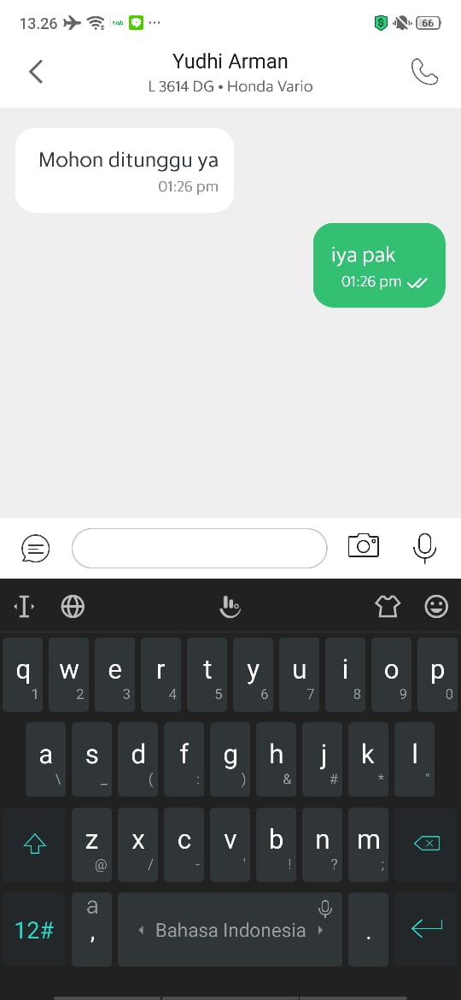 13.26
66
Yudhi Arman
L 3614 DG • Honda Vario
Mohon ditunggu ya
01:26 pm
iya pak
01:26 pm
q w e r t y u i o p
1 2 3 4 5 6 7 8 9 0
a s d f g h j k l
\ _ ( : ) & # * "
z x c v b n m
@ / - ' ! ? ;
a
12# , Bahasa Indonesia .